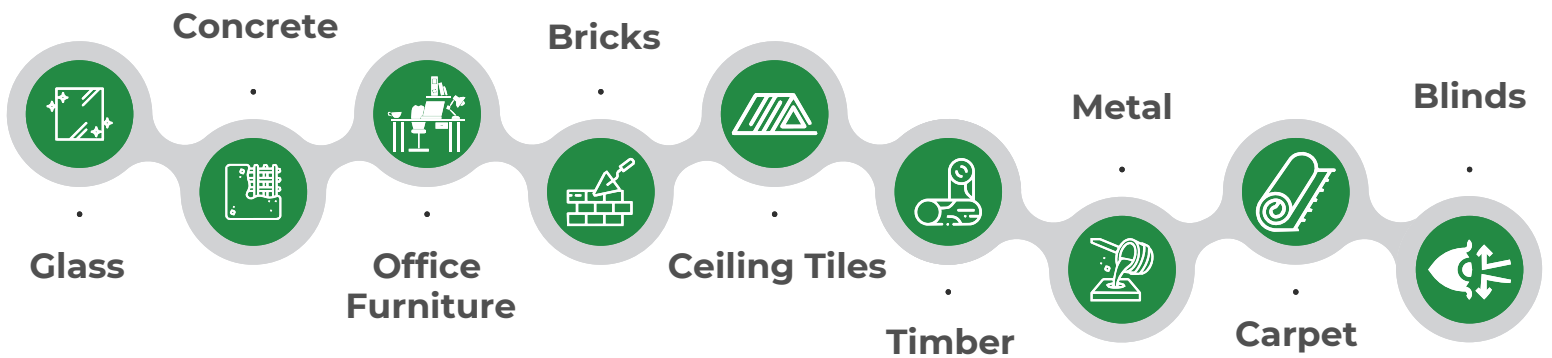 Glass
Concrete
Office
Furniture
Bricks
Ceiling Tiles
Timber
Metal
Carpet
Blinds